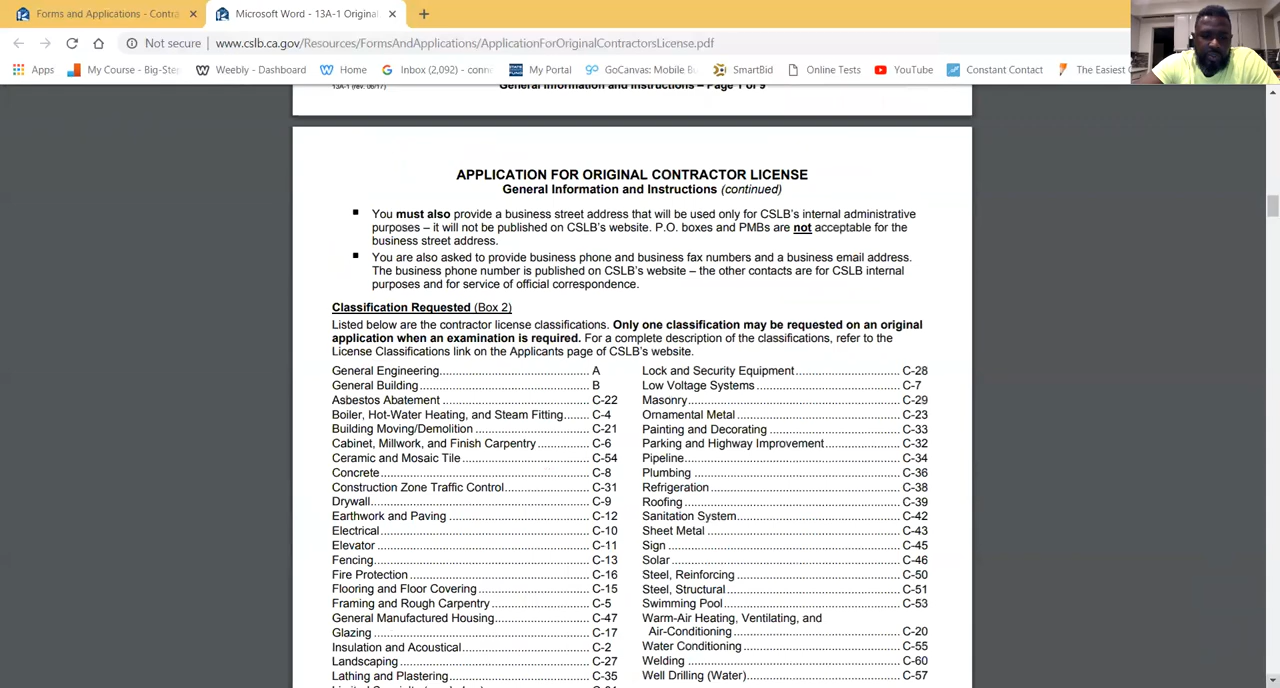 Forms and Applications - Contra
Microsoft Word - 13A-1 Original
Not secure | www.cslb.ca.gov/Resources/FormsAndApplications/ApplicationForOriginalContractorsLicense.pdf
Apps My Course - Big-Ste Weebly - Dashboard Home Inbox (2,092) - conne My Portal GoCanvas: Mobile Bu SmartBid Online Tests YouTube Constant Contact The Easiest
13A-1 (rev. 06/17) General Information and Instructions – Page 1 of 9
APPLICATION FOR ORIGINAL CONTRACTOR LICENSE
General Information and Instructions (continued)
▪ You must also provide a business street address that will be used only for CSLB's internal administrative
purposes – it will not be published on CSLB's website. P.O. boxes and PMBs are not acceptable for the
business street address.
▪ You are also asked to provide business phone and business fax numbers and a business email address.
The business phone number is published on CSLB's website – the other contacts are for CSLB internal
purposes and for service of official correspondence.
Classification Requested (Box 2)
Listed below are the contractor license classifications. Only one classification may be requested on an original
application when an examination is required. For a complete description of the classifications, refer to the
License Classifications link on the Applicants page of CSLB's website.
General Engineering A
General Building B
Asbestos Abatement C-22
Boiler, Hot-Water Heating, and Steam Fitting C-4
Building Moving/Demolition C-21
Cabinet, Millwork, and Finish Carpentry C-6
Ceramic and Mosaic Tile C-54
Concrete C-8
Construction Zone Traffic Control C-31
Drywall C-9
Earthwork and Paving C-12
Electrical C-10
Elevator C-11
Fencing C-13
Fire Protection C-16
Flooring and Floor Covering C-15
Framing and Rough Carpentry C-5
General Manufactured Housing C-47
Glazing C-17
Insulation and Acoustical C-2
Landscaping C-27
Lathing and Plastering C-35
Lock and Security Equipment C-28
Low Voltage Systems C-7
Masonry C-29
Ornamental Metal C-23
Painting and Decorating C-33
Parking and Highway Improvement C-32
Pipeline C-34
Plumbing C-36
Refrigeration C-38
Roofing C-39
Sanitation System C-42
Sheet Metal C-43
Sign C-45
Solar C-46
Steel, Reinforcing C-50
Steel, Structural C-51
Swimming Pool C-53
Warm-Air Heating, Ventilating, and
Air-Conditioning C-20
Water Conditioning C-55
Welding C-60
Well Drilling (Water) C-57